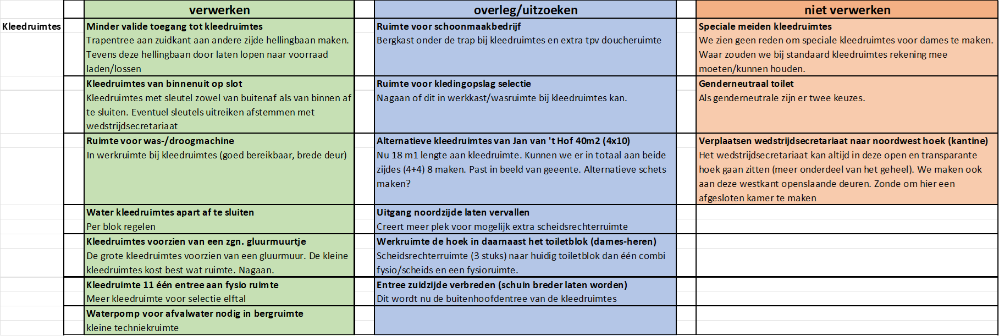 verwerken
overleg/uitzoeken
niet verwerken
Kleedruimtes
Minder valide toegang tot kleedruimtes
Trapentree aan zuidkant aan andere zijde hellingbaan maken.
Tevens deze hellingbaan door laten lopen naar voorraad
laden/lossen
Ruimte voor schoonmaakbedrijf
Bergkast onder de trap bij kleedruimtes en extra tpv doucheruimte
Speciale meiden kleedruimtes
We zien geen reden om speciale kleedruimtes voor dames te maken.
Waar zouden we bij standaard kleedruimtes rekening mee
moeten/kunnen houden.
Kleedruimtes van binnenuit op slot
Kleedruimtes met sleutel zowel van buitenaf als van binnen af
te sluiten. Eventuel sleutels uitreiken afstemmen met
wedstrijdsecretariaat
Ruimte voor kledingopslag selectie
Nagaan of dit in werkkast/wasruimte bij kleedruimtes kan.
Genderneutraal toilet
Als genderneutrale zijn er twee keuzes.
Ruimte voor was-/droogmachine
In werkruimte bij kleedruimtes (goed bereikbaar, brede deur)
Alternatieve kleedruimtes van Jan van 't Hof 40m2 (4x10)
Nu 18 m1 lengte aan kleedruimte. Kunnen we er in totaal aan beide
zijdes (4+4) 8 maken. Past in beeld van geeente. Alternatieve schets
maken?
Verplaatsen wedstrijdsecretariaat naar noordwest hoek (kantine)
Het wedstrijdsecretariaat kan altijd in deze open en transparante
hoek gaan zitten (meer onderdeel van het geheel). We maken ook
aan deze westkant openslaande deuren. Zonde om hier een
afgesloten kamer te maken
Water kleedruimtes apart af te sluiten
Per blok regelen
Uitgang noordzijde laten vervallen
Creert meer plek voor mogelijk extra scheidsrechterruimte
Kleedruimtes voorzien van een zgn. gluurmuurtje
De grote kleedruimtes voorzien van een gluurmuur. De kleine
kleedruimtes kost best wat ruimte. Nagaan.
Werkruimte de hoek in daarnaast het toiletblok (dames-heren)
Scheidsrechterruimte (3 stuks) naar huidig toiletblok dan één combi
fysio/scheids en een fysioruimte.
Kleedruimte 11 één entree aan fysio ruimte
Meer kleedruimte voor selectie elftal
Entree zuidzijde verbreden (schuin breder laten worden)
Dit wordt nu de buitenhoofdentree van de kleedruimtes
Waterpomp voor afvalwater nodig in bergruimte
kleine techniekruimte